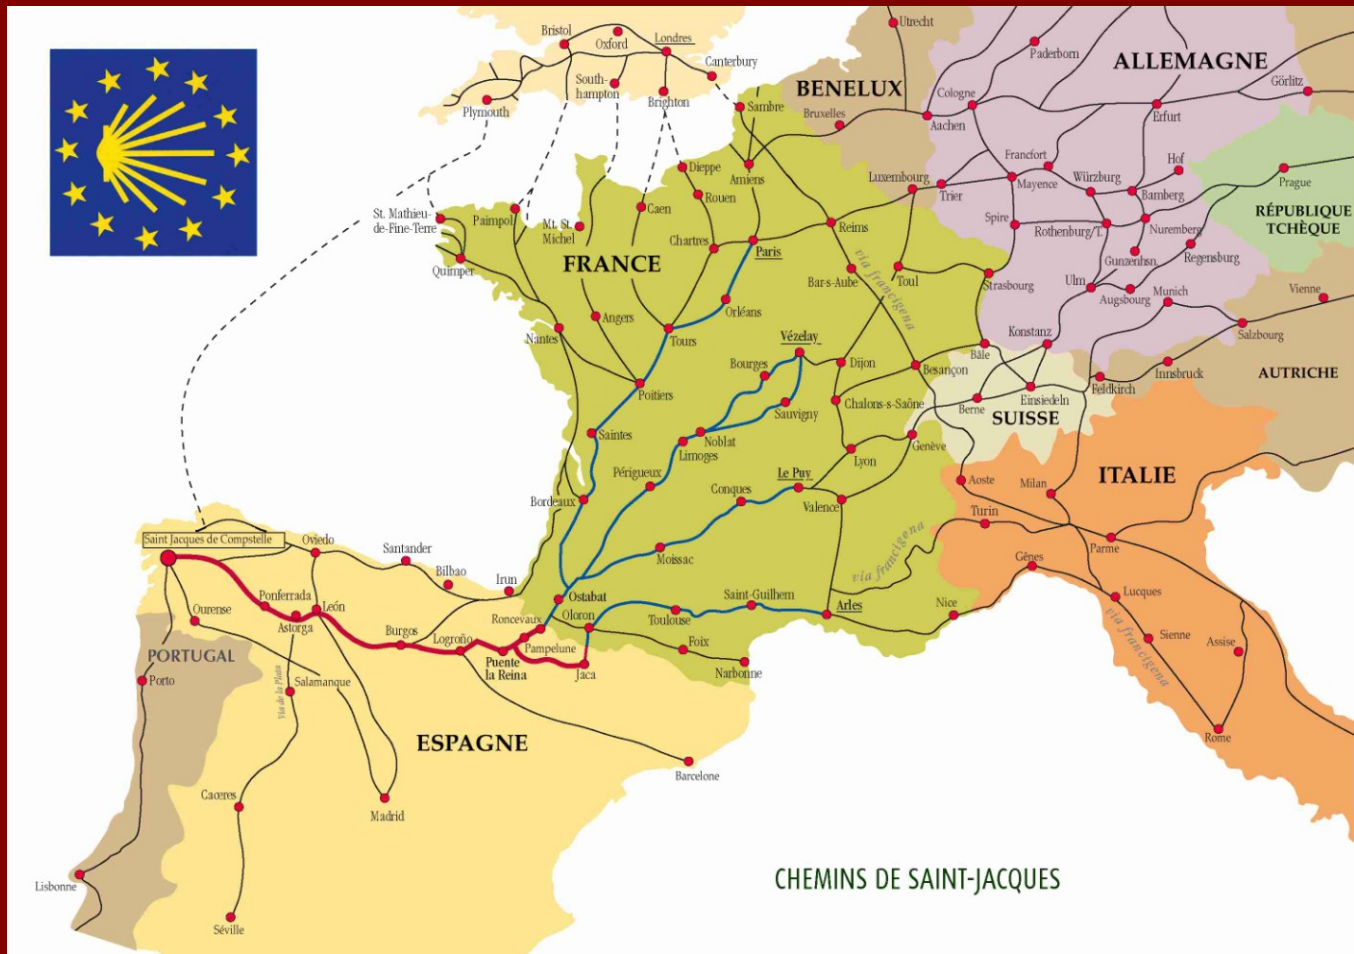 Utrecht
Bristol
Oxford
Londres
Paderborn
ALLEMAGNE
Canterbury
South-
hampton
BENELUX
Görlitz
Cologne
Plymouth
Brighton
Sambre
Bruxelles
Aachen
Erfurt
Dieppe
Amiens
Francfort
Hof
Luxembourg
Mayence
Würzburg
Prague
Trier
Bamberg
Rouen
RÉPUBLIQUE
TCHÈQUE
St. Mathieu-
de-Fine-Terre
Paimpol
Mt. St.
Michel
Caen
Spire
Reims
Rothenburg/T.
Nuremberg
Chartres
Paris
FRANCE
via francigena
Gunzenhsn.
Regensburg
Quimper
Bar-s-Aube
Toul
Strasbourg
Ulm
Augsbourg
Munich
Vienne
Orléans
Angers
Nantes
Tours
Vézelay
Konstanz
Salzbourg
Bourges
Dijon
Bâle
Besançon
Innsbruck
AUTRICHE
Feldkirch
Poitiers
Sauvigny
Chalons-s-Saône
Berne
Einsiedeln
SUISSE
Saintes
Noblat
Limoges
Genève
Lyon
Périgueux
Le Puy
Conques
Aoste
Milan
ITALIE
Bordeaux
Valence
Turin
Saint Jacques de Compstelle
Oviedo
Santander
Moissac
via francigena
Parme
Bilbao
Irun
Gênes
Ponferrada
Ostabat
Saint-Guilhem
Arles
Nice
Lucques
Ourense
León
Astorga
Oloron
Roncevaux
Toulouse
via francigena
Burgos
Logroño
Pampelune
Foix
Sienne
Assise
PORTUGAL
Puente
la Reina
Jaca
Narbonne
Porto
Via de la Plata
Salamanque
Rome
ESPAGNE
Barcelone
Caceres
Madrid
Lisbonne
CHEMINS DE SAINT-JACQUES
Séville